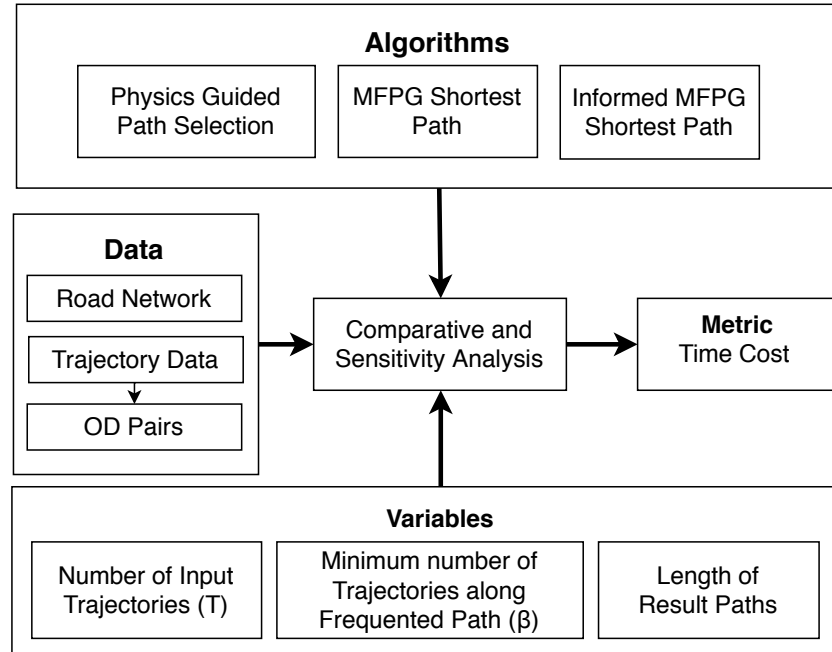 Algorithms
Physics Guided
Path Selection
MFPG Shortest
Path
Informed MFPG
Shortest Path
Data
Road Network
Trajectory Data
OD Pairs
Comparative and
Sensitivity Analysis
Metric
Time Cost
Variables
Number of Input
Trajectories (T)
Minimum number of
Trajectories along
Frequented Path (β)
Length of
Result Paths